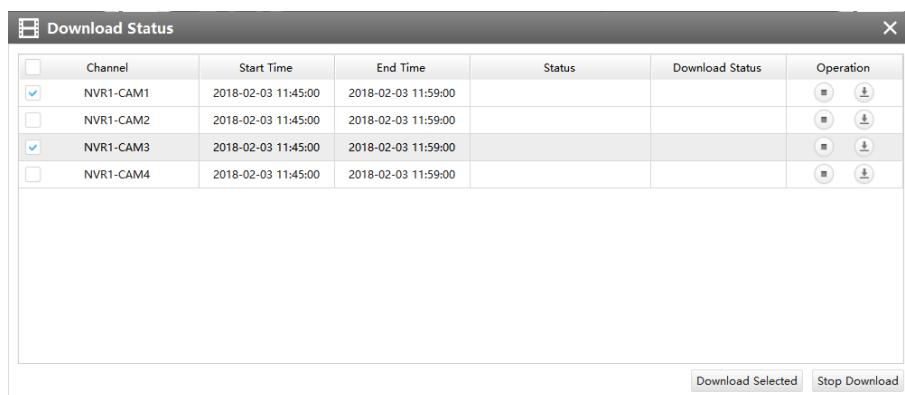 Download Status
Channel Start Time End Time Status Download Status Operation
NVR1-CAM1 2018-02-03 11:45:00 2018-02-03 11:59:00
NVR1-CAM2 2018-02-03 11:45:00 2018-02-03 11:59:00
NVR1-CAM3 2018-02-03 11:45:00 2018-02-03 11:59:00
NVR1-CAM4 2018-02-03 11:45:00 2018-02-03 11:59:00
Download Selected Stop Download